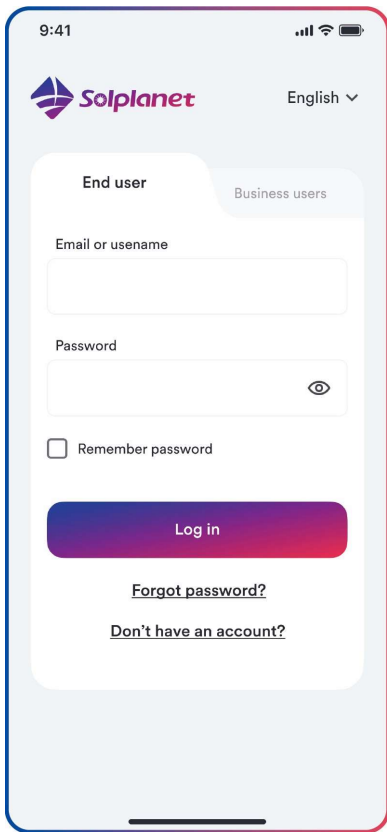 9:41
Solplanet
English
End user
Business users
Email or usename
Password
Remember password
Log in
Forgot password?
Don’t have an account?